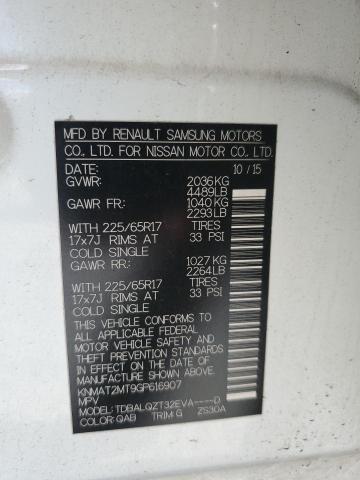 MFD BY RENAULT SAMSUNG MOTORS
CO., LTD. FOR NISSAN MOTOR CO., LTD.
DATE: 10/15
GVWR: 2036KG
4489LB
GAWR FR: 1040KG
2293LB
WITH 225/65R17 TIRES
17x7J RIMS AT 33 PSI
COLD SINGLE
GAWR RR: 1027KG
2264LB
WITH 225/65R17 TIRES
17x7J RIMS AT 33 PSI
COLD SINGLE
THIS VEHICLE CONFORMS TO
ALL APPLICABLE FEDERAL
MOTOR VEHICLE SAFETY, BUMPER, AND
THEFT PREVENTION STANDARDS
IN EFFECT ON THE DATE OF
MANUFACTURE SHOWN ABOVE.
KNMAT2MT9GP616907
MPV
MODEL: TDBALQZT32EVA----D
COLOR: QAB TRIM: G ZS30A